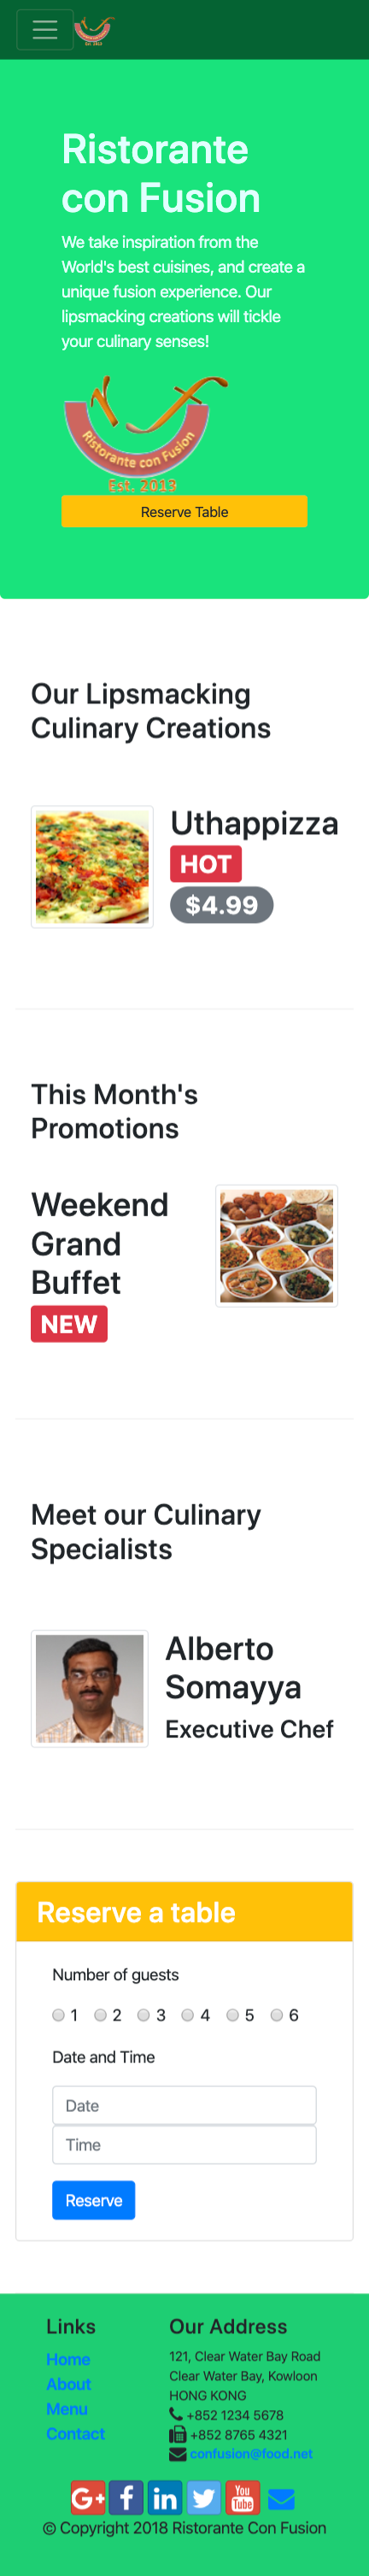 Est. 2013
Ristorante
con Fusion
We take inspiration from the
World's best cuisines, and create a
unique fusion experience. Our
lipsmacking creations will tickle
your culinary senses!
Ristorante con Fusion
Est. 2013
Reserve Table
Our Lipsmacking
Culinary Creations
Uthappizza
HOT
$4.99
This Month's
Promotions
Weekend
Grand
Buffet
NEW
Meet our Culinary
Specialists
Alberto
Somayya
Executive Chef
Reserve a table
Number of guests
1 2 3 4 5 6
Date and Time
Date
Time
Reserve
Links
Home
About
Menu
Contact
Our Address
121, Clear Water Bay Road
Clear Water Bay, Kowloon
HONG KONG
+852 1234 5678
+852 8765 4321
confusion@food.net
G+ f in You Tube
© Copyright 2018 Ristorante Con Fusion